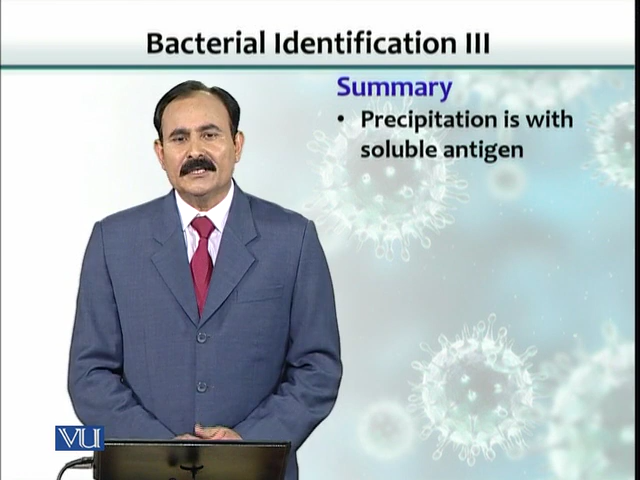 Bacterial Identification III
Summary
• Precipitation is with
soluble antigen
VU